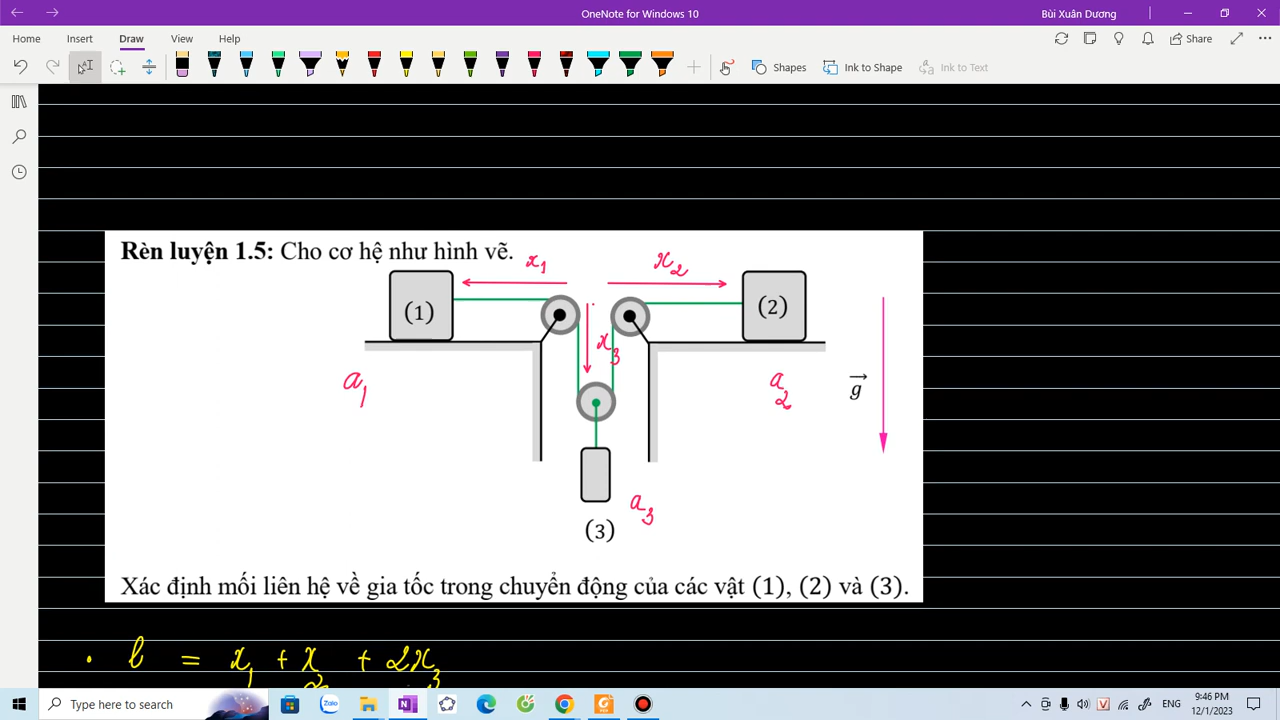 OneNote for Windows 10
Bùi Xuân Dương
Home Insert Draw View Help
Share
Shapes Ink to Shape Ink to Text
Rèn luyện 1.5: Cho cơ hệ như hình vẽ.
x1 x2
(1) (2)
x3
a1 a2 g
a3
(3)
Xác định mối liên hệ về gia tốc trong chuyển động của các vật (1), (2) và (3).
• l = x1 + x2 + 2x3
Type here to search
Zalo
V ENG
9:46 PM
12/1/2023